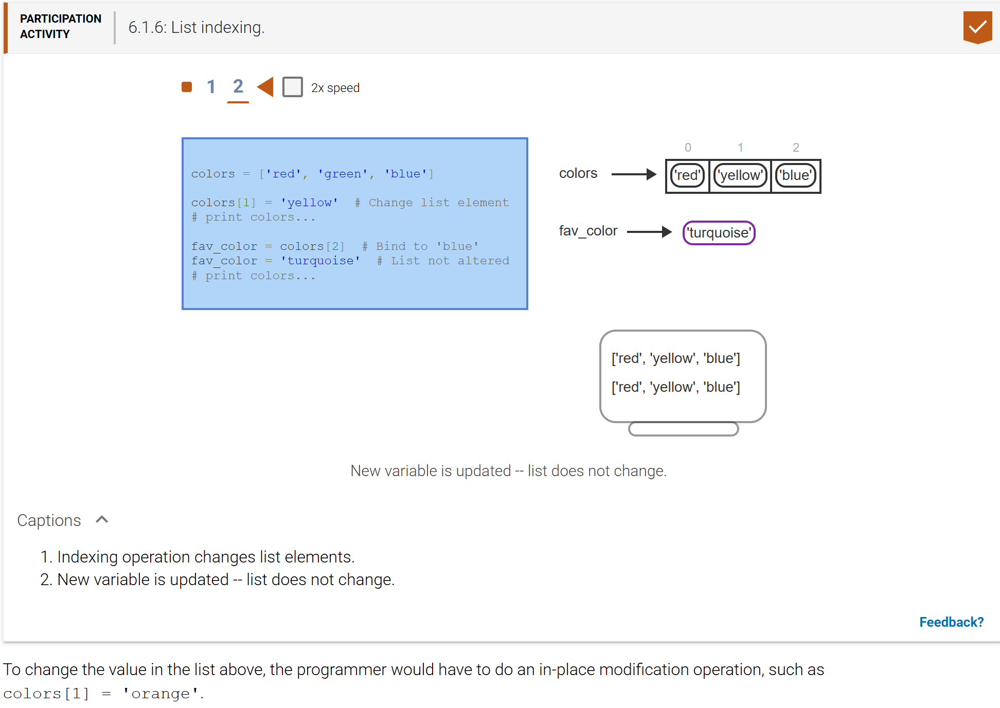 PARTICIPATION
ACTIVITY
6.1.6: List indexing.
1 2 2x speed
colors = ['red', 'green', 'blue']
colors[1] = 'yellow'  # Change list element
# print colors...
fav_color = colors[2]  # Bind to 'blue'
fav_color = 'turquoise'  # List not altered
# print colors...
0 1 2
colors 'red' 'yellow' 'blue'
fav_color 'turquoise'
['red', 'yellow', 'blue']
['red', 'yellow', 'blue']
New variable is updated -- list does not change.
Captions
1. Indexing operation changes list elements.
2. New variable is updated -- list does not change.
Feedback?
To change the value in the list above, the programmer would have to do an in-place modification operation, such as
colors[1] = 'orange'.